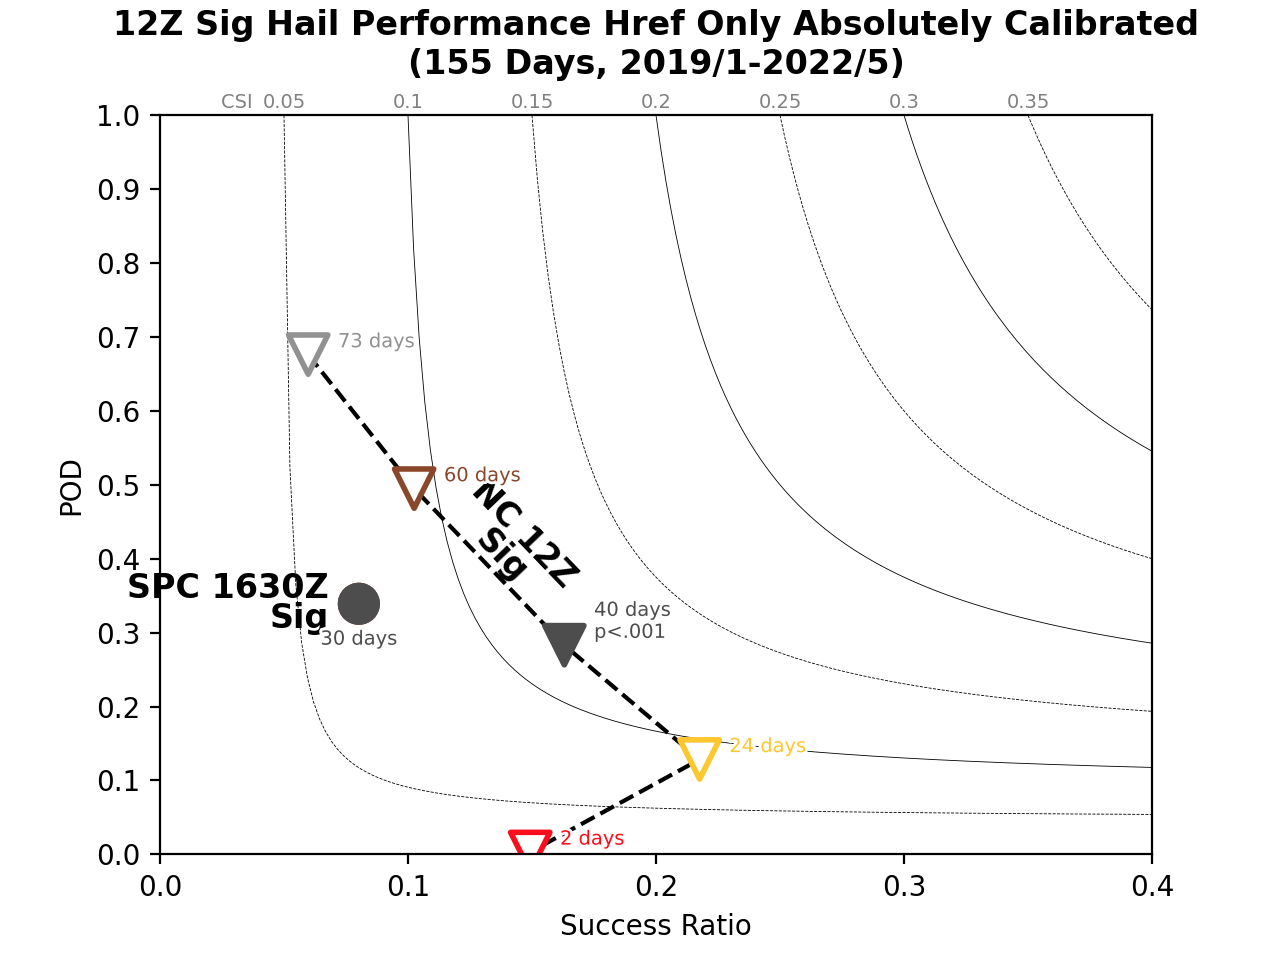 12Z Sig Hail Performance Href Only Absolutely Calibrated
(155 Days, 2019/1-2022/5)
CSI 0.05 0.1 0.15 0.2 0.25 0.3 0.35
1.0
0.9
0.8
0.7
0.6
0.5
0.4
0.3
0.2
0.1
0.0
POD
73 days
60 days
NC 12Z
Sig
SPC 1630Z
Sig
30 days
40 days
p<.001
24 days
2 days
0.0 0.1 0.2 0.3 0.4
Success Ratio